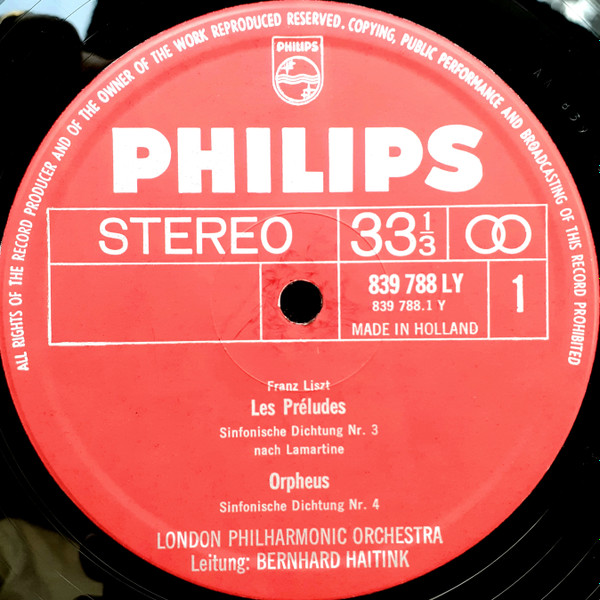 ALL RIGHTS OF THE RECORD PRODUCER AND OF THE OWNER OF THE WORK REPRODUCED RESERVED. COPYING, PUBLIC PERFORMANCE AND BROADCASTING OF THIS RECORD PROHIBITED
PHILIPS
PHILIPS
STEREO 33 1/3
839 788 LY 1
839 788.1 Y
MADE IN HOLLAND
Franz Liszt
Les Préludes
Sinfonische Dichtung Nr. 3
nach Lamartine
Orpheus
Sinfonische Dichtung Nr. 4
LONDON PHILHARMONIC ORCHESTRA
Leitung: BERNHARD HAITINK